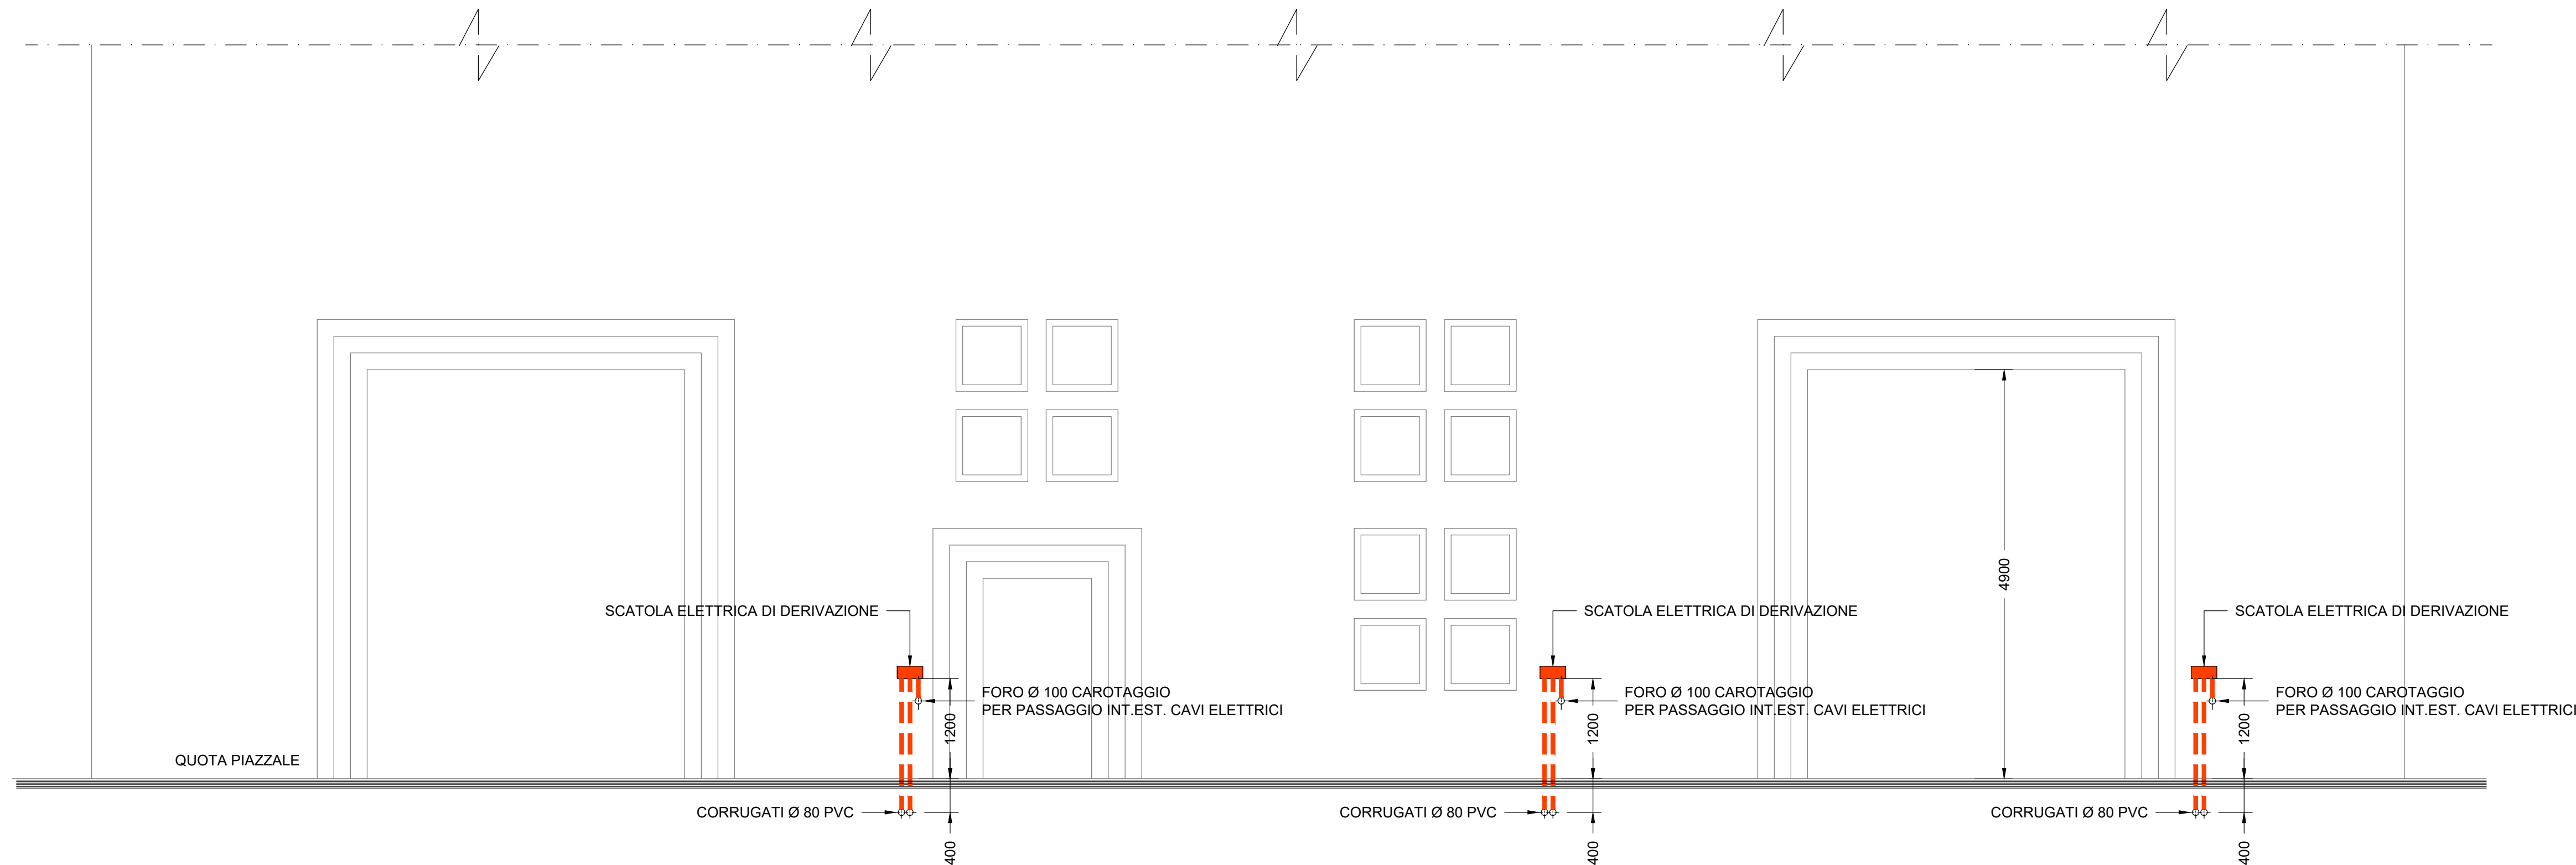 4900
SCATOLA ELETTRICA DI DERIVAZIONE
SCATOLA ELETTRICA DI DERIVAZIONE
SCATOLA ELETTRICA DI DERIVAZIONE
FORO Ø 100 CAROTAGGIO
PER PASSAGGIO INT.EST. CAVI ELETTRICI
FORO Ø 100 CAROTAGGIO
PER PASSAGGIO INT.EST. CAVI ELETTRICI
FORO Ø 100 CAROTAGGIO
PER PASSAGGIO INT.EST. CAVI ELETTRICI
1200
1200
1200
QUOTA PIAZZALE
CORRUGATI Ø 80 PVC
CORRUGATI Ø 80 PVC
CORRUGATI Ø 80 PVC
400
400
400